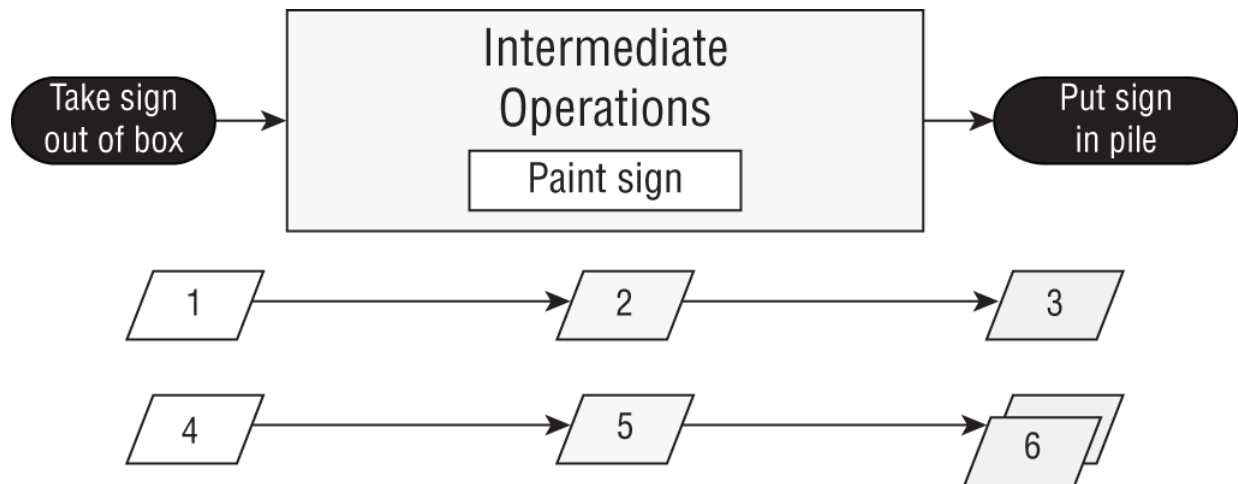 Intermediate
Operations
Take sign
out of box
Paint sign
Put sign
in pile
1
2
3
4
5
6